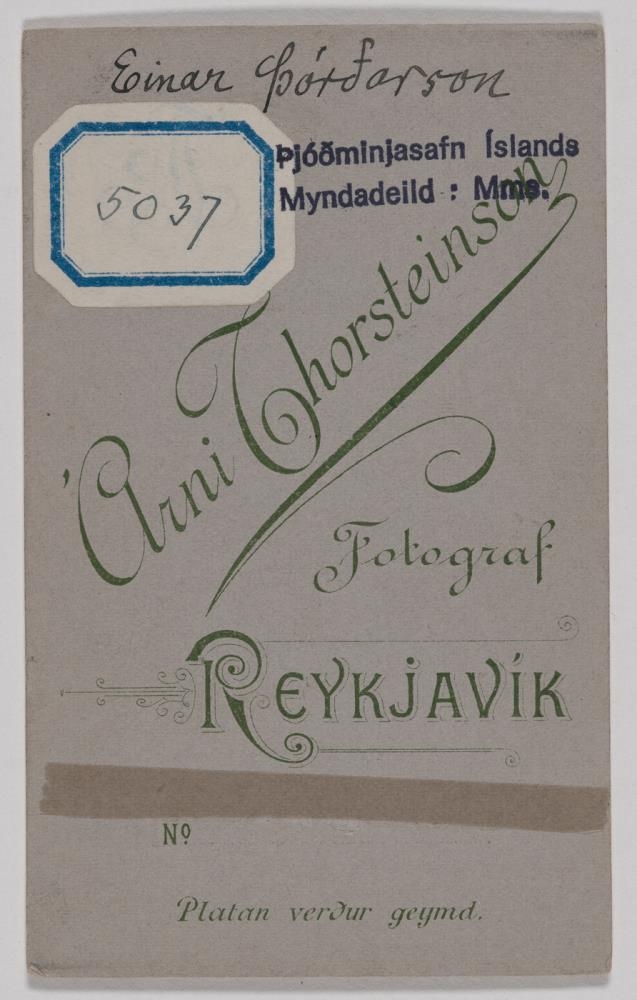 Einar Þórðarson
5037
Þjóðminjasafn Íslands
Myndadeild : Mms.
Árni Thorsteinson
Fotograf
REYKJAVÍK
Nº
Platan verður geymd.